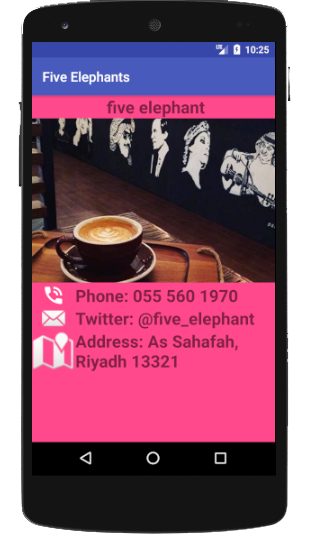 10:25
Five Elephants
five elephant
Phone: 055 560 1970
Twitter: @five_elephant
Address: As Sahafah,
Riyadh 13321